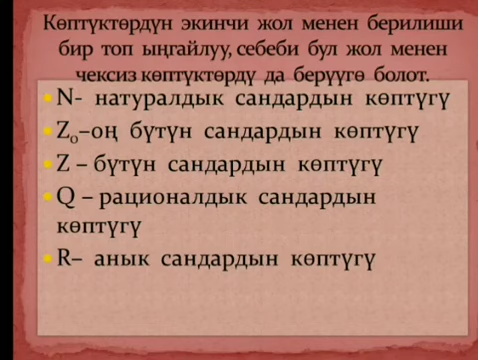 Көптүктөрдүн экинчи жол менен берилиши
бир топ ыңгайлуу, себеби бул жол менен
чексиз көптүктөрдү да берүүгө болот.
N- натуралдык сандардын көптүгү
Z₀–оң бүтүн сандардын көптүгү
Z – бүтүн сандардын көптүгү
Q – рационалдык сандардын
көптүгү
R– анык сандардын көптүгү